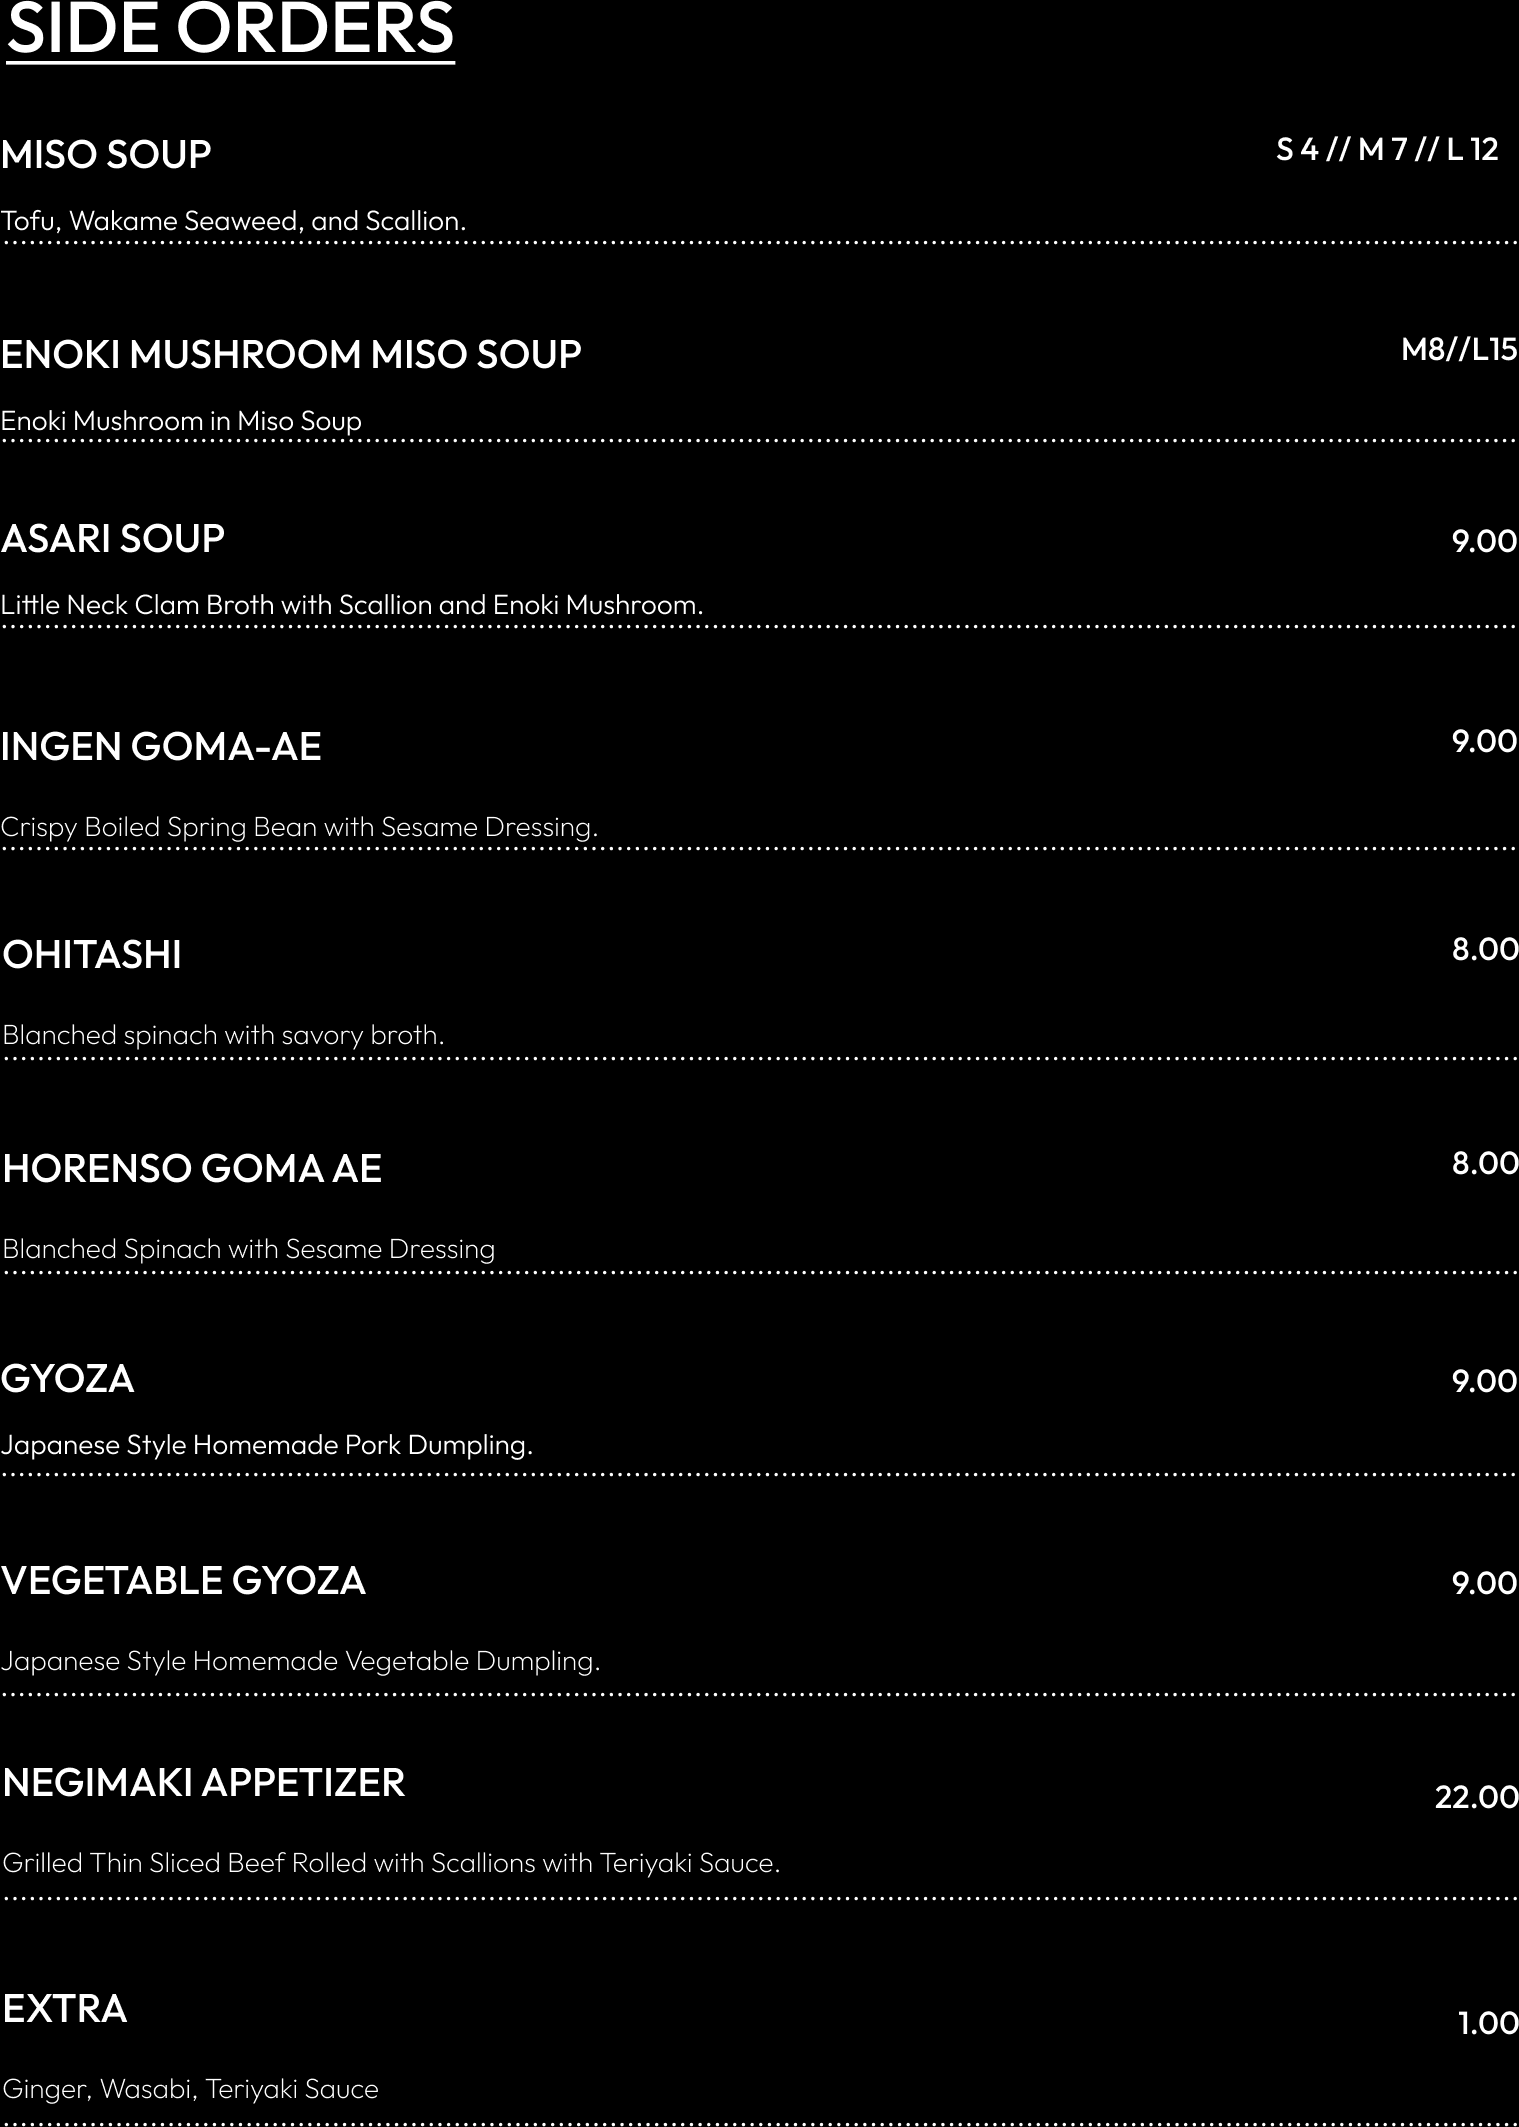 SIDE ORDERS
MISO SOUP S 4 // M 7 // L 12
Tofu, Wakame Seaweed, and Scallion.
ENOKI MUSHROOM MISO SOUP M8//L15
Enoki Mushroom in Miso Soup
ASARI SOUP 9.00
Little Neck Clam Broth with Scallion and Enoki Mushroom.
INGEN GOMA-AE 9.00
Crispy Boiled Spring Bean with Sesame Dressing.
OHITASHI 8.00
Blanched spinach with savory broth.
HORENSO GOMA AE 8.00
Blanched Spinach with Sesame Dressing
GYOZA 9.00
Japanese Style Homemade Pork Dumpling.
VEGETABLE GYOZA 9.00
Japanese Style Homemade Vegetable Dumpling.
NEGIMAKI APPETIZER 22.00
Grilled Thin Sliced Beef Rolled with Scallions with Teriyaki Sauce.
EXTRA 1.00
Ginger, Wasabi, Teriyaki Sauce